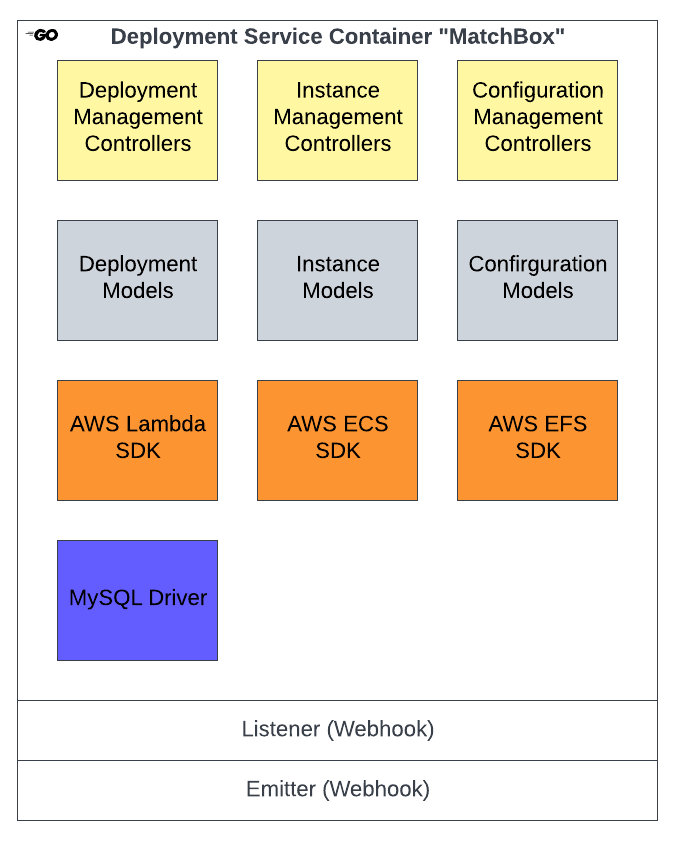 GO
Deployment Service Container "MatchBox"
Deployment
Management
Controllers
Instance
Management
Controllers
Configuration
Management
Controllers
Deployment
Models
Instance
Models
Confirguration
Models
AWS Lambda
SDK
AWS ECS
SDK
AWS EFS
SDK
MySQL Driver
Listener (Webhook)
Emitter (Webhook)